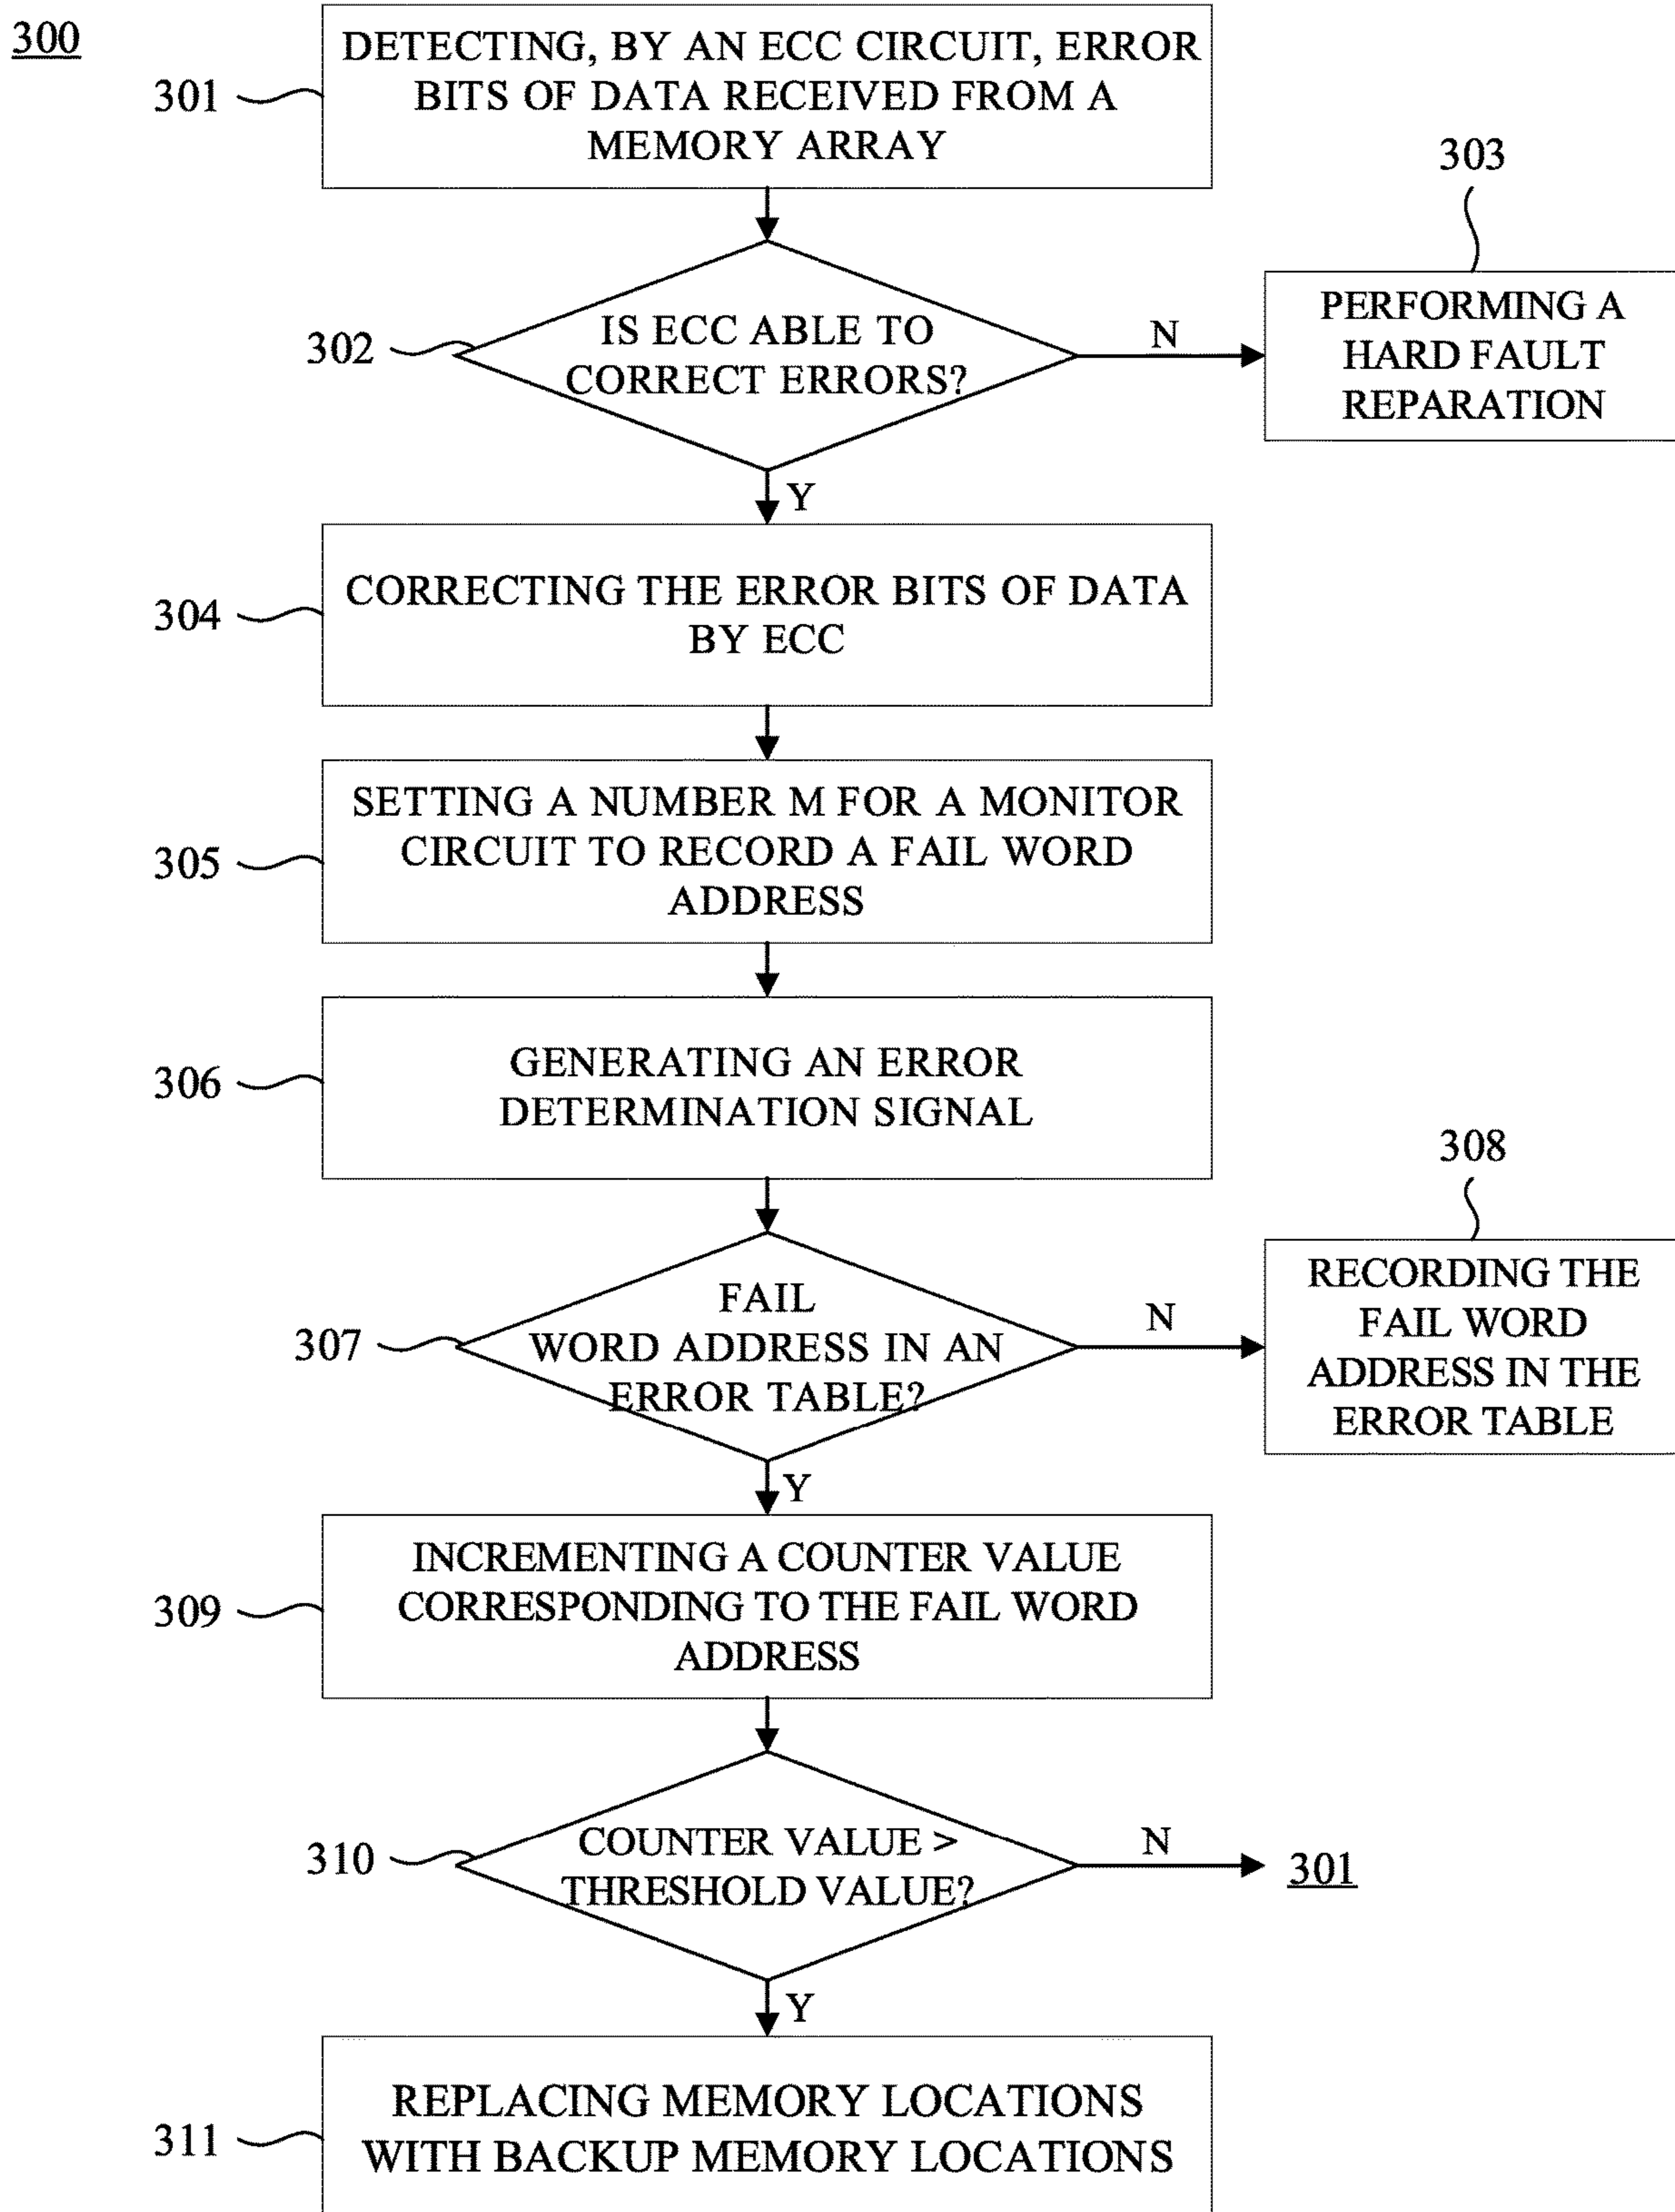 300
301
DETECTING, BY AN ECC CIRCUIT, ERROR
BITS OF DATA RECEIVED FROM A
MEMORY ARRAY
303
302
IS ECC ABLE TO
CORRECT ERRORS?
N
PERFORMING A
HARD FAULT
REPARATION
Y
304
CORRECTING THE ERROR BITS OF DATA
BY ECC
305
SETTING A NUMBER M FOR A MONITOR
CIRCUIT TO RECORD A FAIL WORD
ADDRESS
306
GENERATING AN ERROR
DETERMINATION SIGNAL
308
307
FAIL
WORD ADDRESS IN AN
ERROR TABLE?
N
RECORDING THE
FAIL WORD
ADDRESS IN THE
ERROR TABLE
Y
309
INCREMENTING A COUNTER VALUE
CORRESPONDING TO THE FAIL WORD
ADDRESS
310
COUNTER VALUE >
THRESHOLD VALUE?
N
301
Y
311
REPLACING MEMORY LOCATIONS
WITH BACKUP MEMORY LOCATIONS